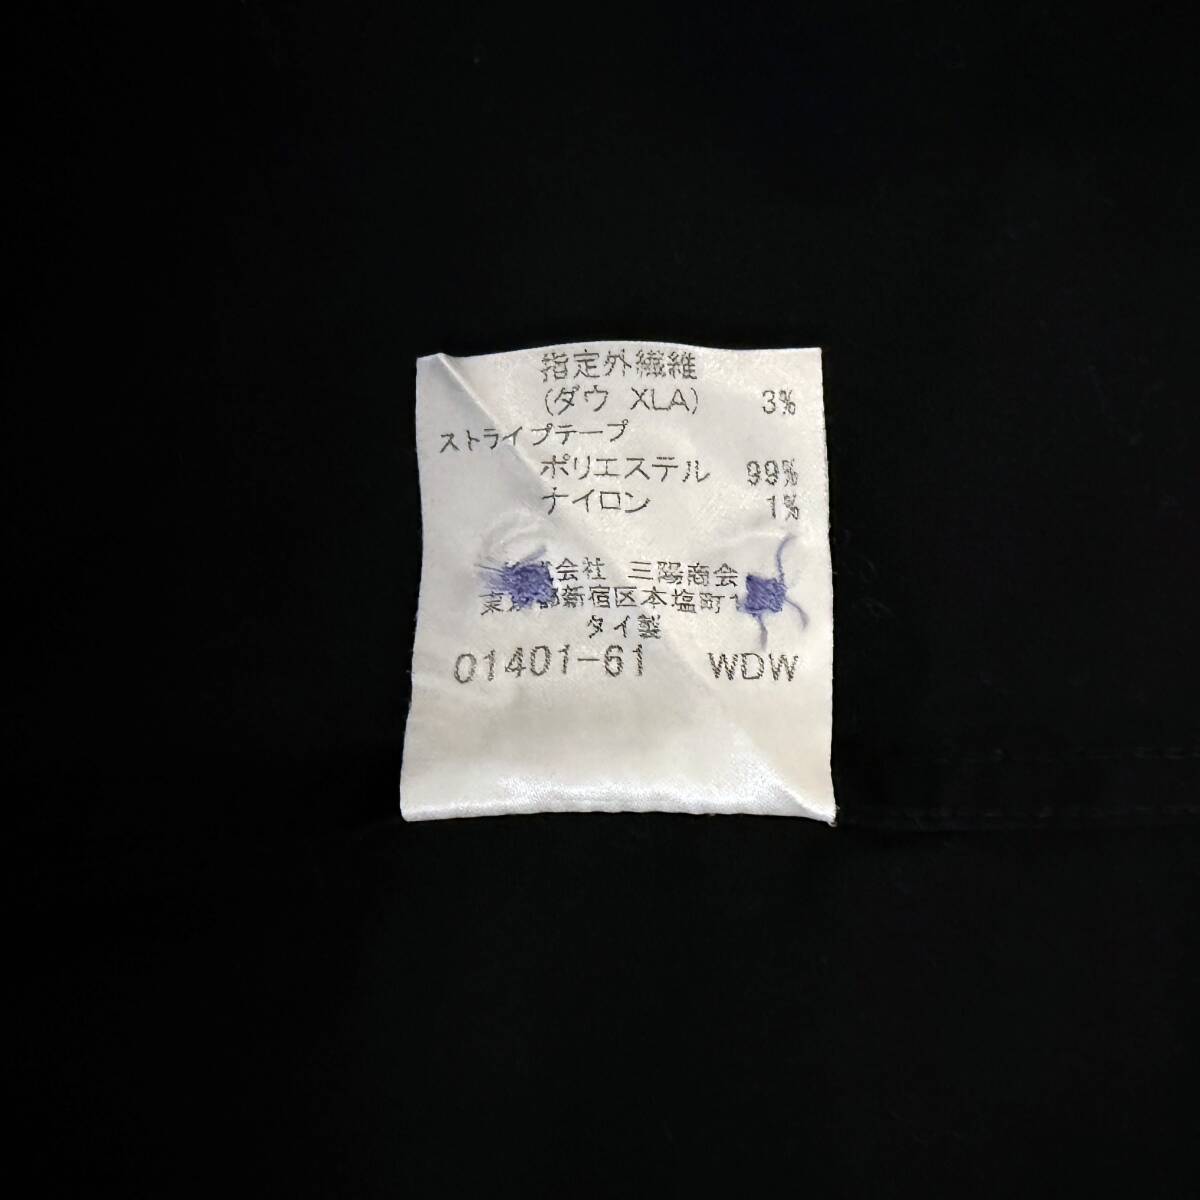 指定外繊維
(ダウ XLA) 3%
ストライプテープ
ポリエステル 99%
ナイロン 1%
会社 三陽商会
都新宿区本塩町
タイ製
01401-61 WDW